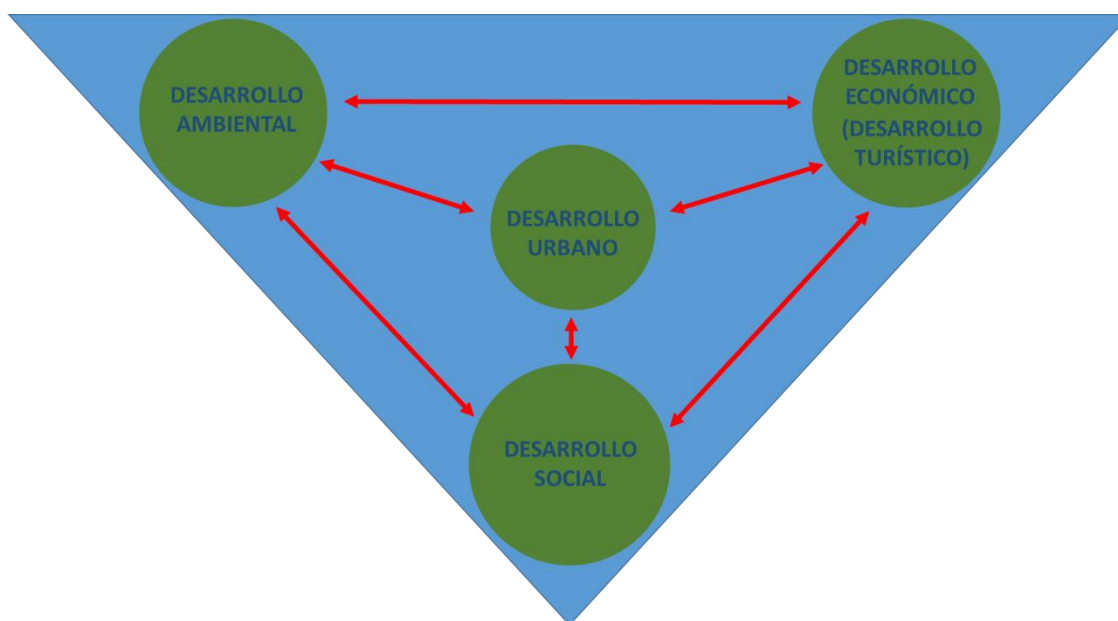 DESARROLLO
AMBIENTAL
DESARROLLO
ECONÓMICO
(DESARROLLO
TURÍSTICO)
DESARROLLO
URBANO
DESARROLLO
SOCIAL